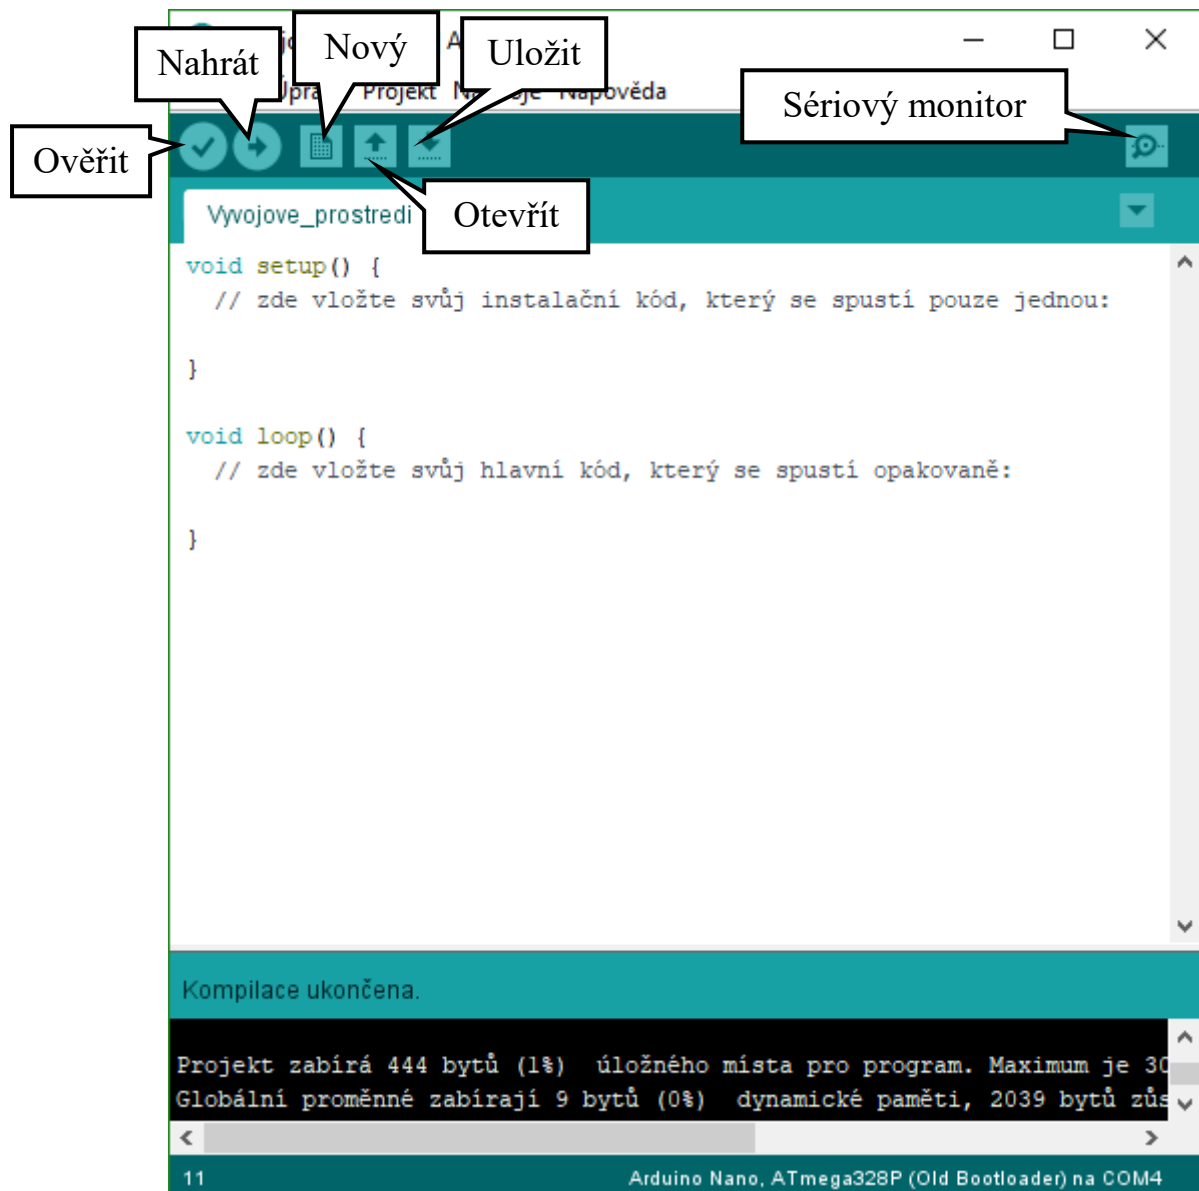 Nahrát
Nový
Uložit
Projekt
Nápověda
Sériový monitor
Ověřit
Otevřít
Vyvojove_prostredi
void setup() {
// zde vložte svůj instalační kód, který se spustí pouze jednou:
}
void loop() {
// zde vložte svůj hlavní kód, který se spustí opakovaně:
}
Kompilace ukončena.
Projekt zabírá 444 bytů (1%) úložného místa pro program. Maximum je 30
Globální proměnné zabírají 9 bytů (0%) dynamické paměti, 2039 bytů zůs
11
Arduino Nano, ATmega328P (Old Bootloader) na COM4